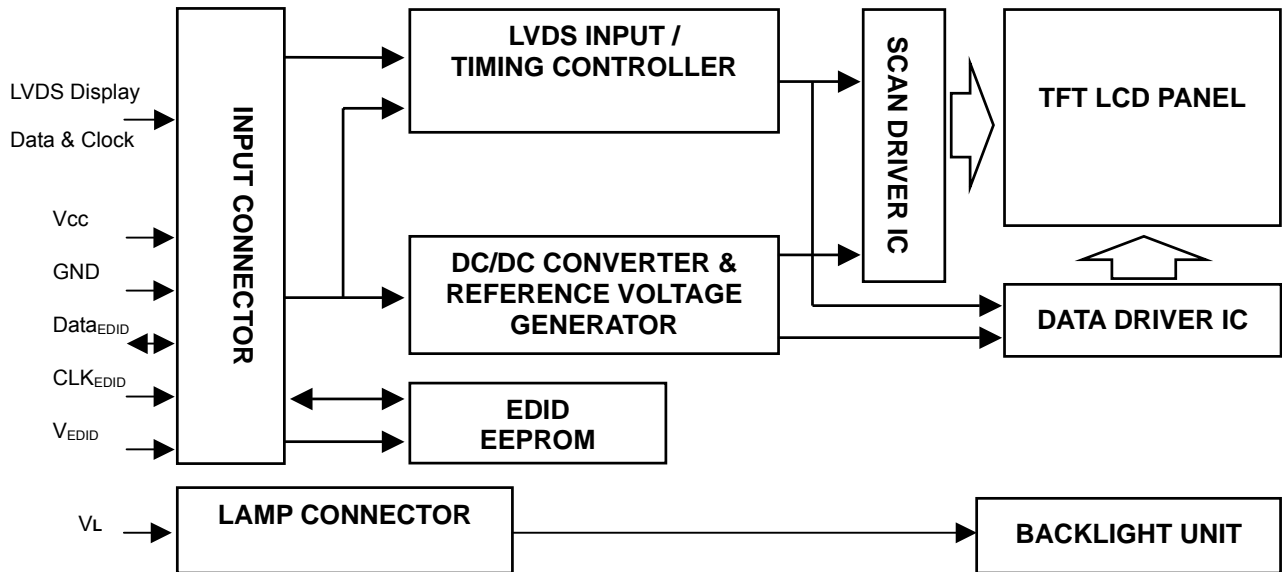 LVDS Display
Data & Clock
Vcc
GND
DataEDID
CLKEDID
VEDID
VL
INPUT CONNECTOR
LVDS INPUT /
TIMING CONTROLLER
DC/DC CONVERTER &
REFERENCE VOLTAGE
GENERATOR
EDID
EEPROM
LAMP CONNECTOR
SCAN DRIVER IC
TFT LCD PANEL
DATA DRIVER IC
BACKLIGHT UNIT